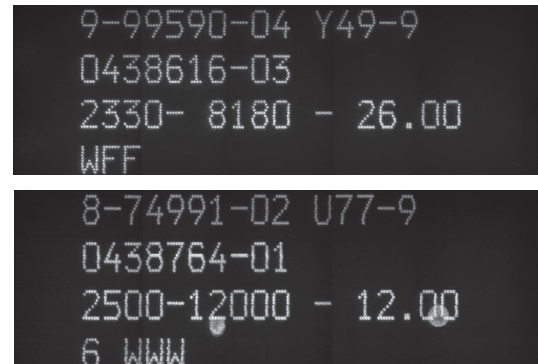 9-99590-04 Y49-9
0438616-03
2330- 8180 - 26.00
WFF
8-74991-02 U77-9
0438764-01
2500-12000 - 12.00
6 WWW